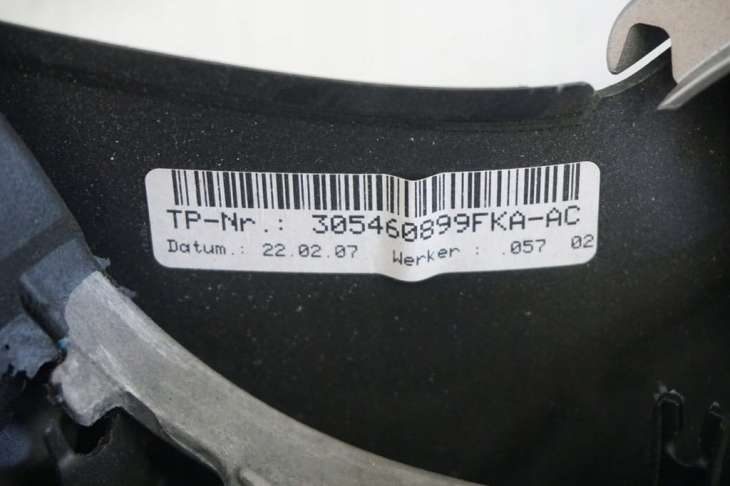 TP-Nr.: 305460899FKA-AC
Datum.: 22.02.07 Werker : .057 02